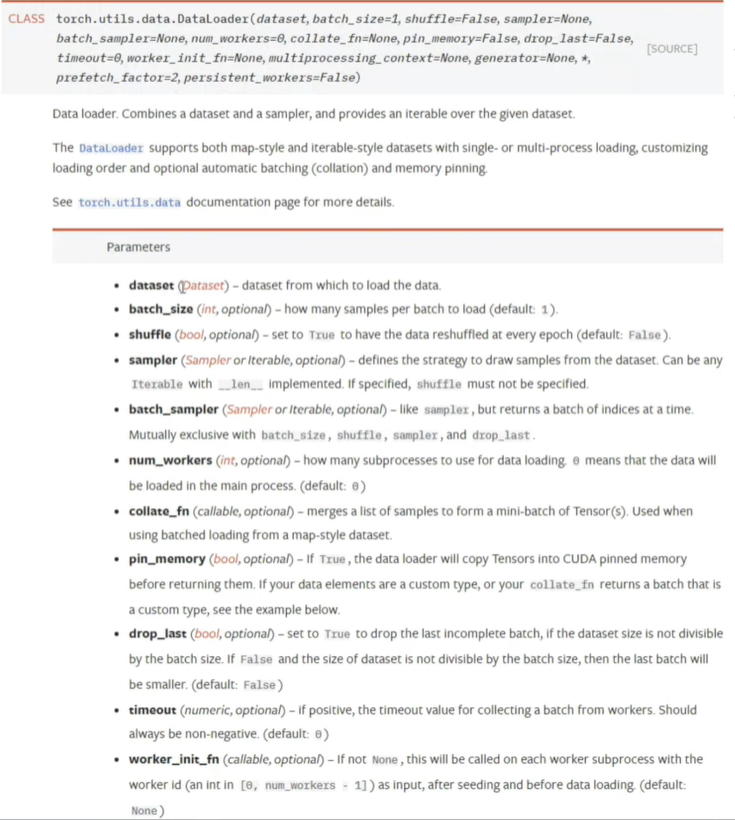 CLASS torch.utils.data.DataLoader(dataset, batch_size=1, shuffle=False, sampler=None,
batch_sampler=None, num_workers=0, collate_fn=None, pin_memory=False, drop_last=False,
timeout=0, worker_init_fn=None, multiprocessing_context=None, generator=None, *,
[SOURCE]
prefetch_factor=2, persistent_workers=False)
Data loader. Combines a dataset and a sampler, and provides an iterable over the given dataset.
The DataLoader supports both map-style and iterable-style datasets with single- or multi-process loading, customizing
loading order and optional automatic batching (collation) and memory pinning.
See torch.utils.data documentation page for more details.
Parameters
• dataset (Dataset) – dataset from which to load the data.
• batch_size (int, optional) – how many samples per batch to load (default: 1).
• shuffle (bool, optional) – set to True to have the data reshuffled at every epoch (default: False).
• sampler (Sampler or Iterable, optional) – defines the strategy to draw samples from the dataset. Can be any
Iterable with __len__ implemented. If specified, shuffle must not be specified.
• batch_sampler (Sampler or Iterable, optional) – like sampler, but returns a batch of indices at a time.
Mutually exclusive with batch_size, shuffle, sampler, and drop_last.
• num_workers (int, optional) – how many subprocesses to use for data loading. 0 means that the data will
be loaded in the main process. (default: 0)
• collate_fn (callable, optional) – merges a list of samples to form a mini-batch of Tensor(s). Used when
using batched loading from a map-style dataset.
• pin_memory (bool, optional) – If True, the data loader will copy Tensors into CUDA pinned memory
before returning them. If your data elements are a custom type, or your collate_fn returns a batch that is
a custom type, see the example below.
• drop_last (bool, optional) – set to True to drop the last incomplete batch, if the dataset size is not divisible
by the batch size. If False and the size of dataset is not divisible by the batch size, then the last batch will
be smaller. (default: False)
• timeout (numeric, optional) – if positive, the timeout value for collecting a batch from workers. Should
always be non-negative. (default: 0)
• worker_init_fn (callable, optional) – If not None, this will be called on each worker subprocess with the
worker id (an int in [0, num_workers - 1]) as input, after seeding and before data loading. (default:
None)